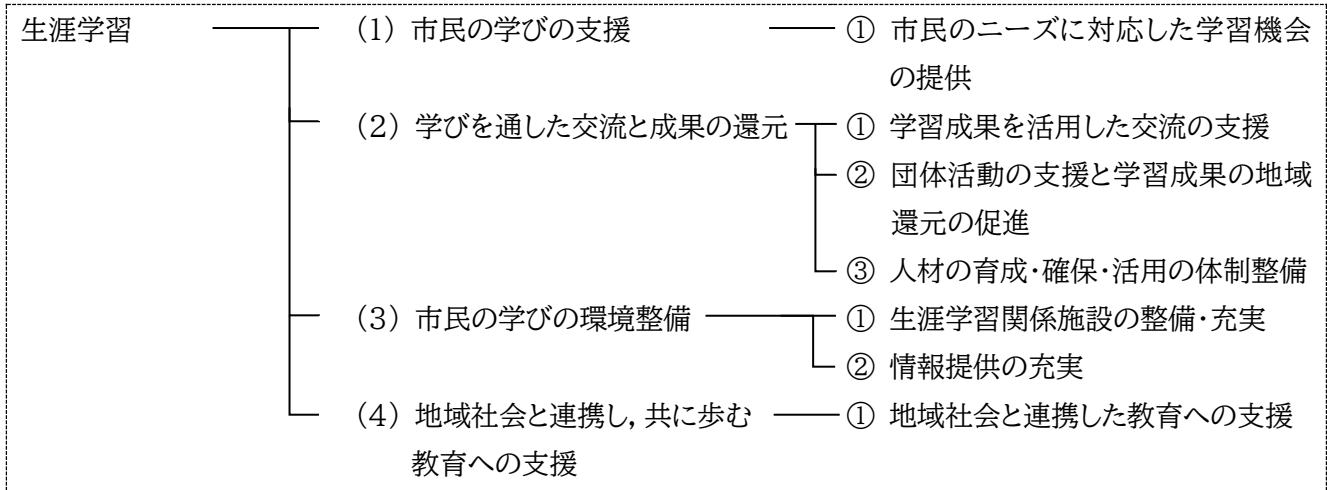 生涯学習
(1) 市民の学びの支援
① 市民のニーズに対応した学習機会
の提供
(2) 学びを通した交流と成果の還元
① 学習成果を活用した交流の支援
② 団体活動の支援と学習成果の地域
還元の促進
③ 人材の育成・確保・活用の体制整備
(3) 市民の学びの環境整備
① 生涯学習関係施設の整備・充実
② 情報提供の充実
(4) 地域社会と連携し，共に歩む
教育への支援
① 地域社会と連携した教育への支援